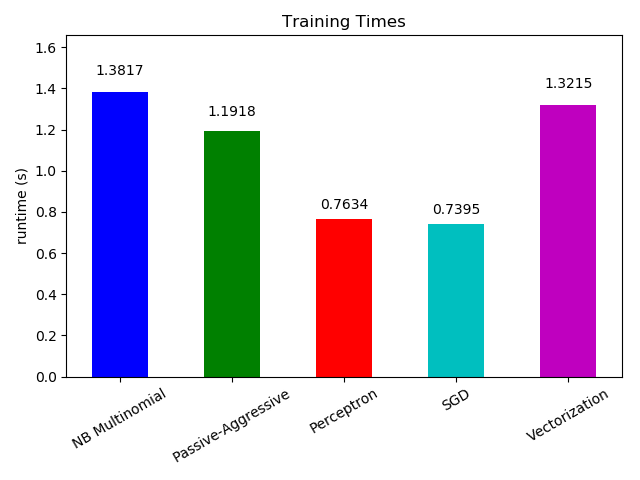 Training Times
runtime (s)
1.6
1.4
1.2
1.0
0.8
0.6
0.4
0.2
0.0
1.3817
1.1918
0.7634
0.7395
1.3215
NB Multinomial
Passive-Aggressive
Perceptron
SGD
Vectorization